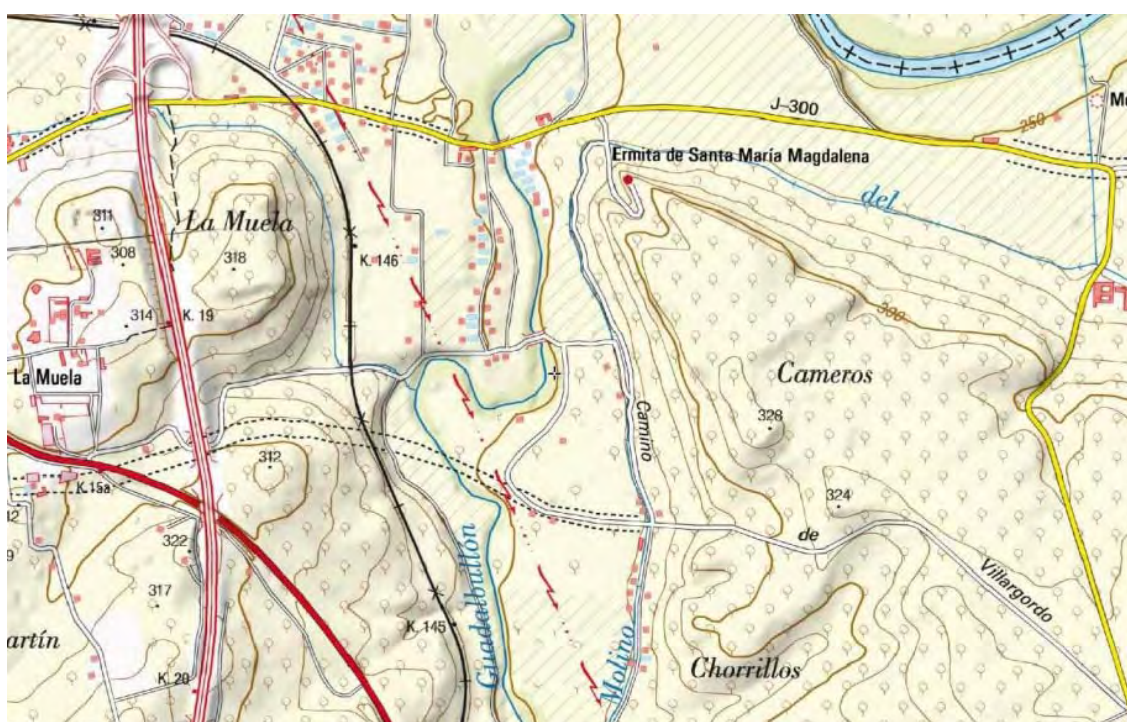 J-300
250
Ermita de Santa María Magdalena
del
311
308
La Muela
318
K. 146
314
K. 19
300
La Muela
Cameros
328
Camino
312
K. 15a
324
de
322
317
Guadalbullón
Villargordo
K. 145
artín
K. 20
Molino
Chorrillos